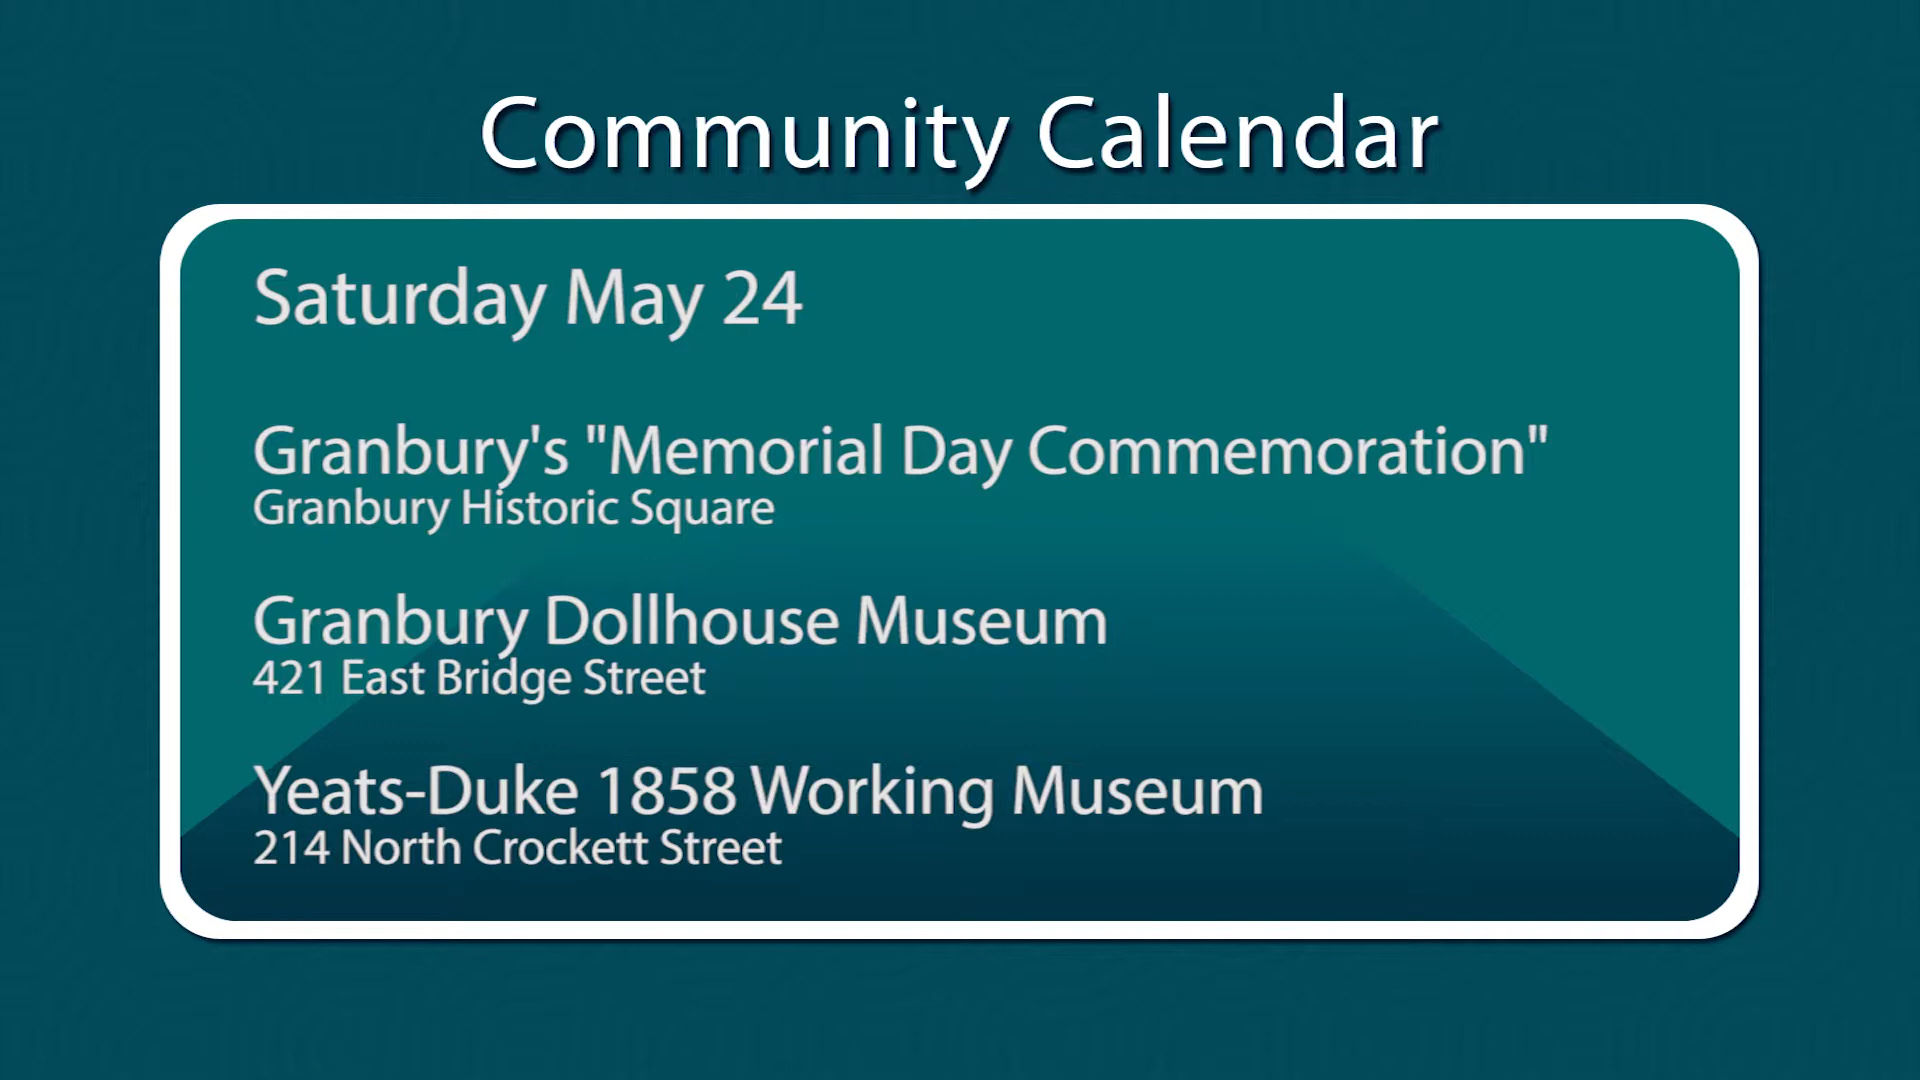 Community Calendar
Saturday May 24
Granbury's "Memorial Day Commemoration"
Granbury Historic Square
Granbury Dollhouse Museum
421 East Bridge Street
Yeats-Duke 1858 Working Museum
214 North Crockett Street